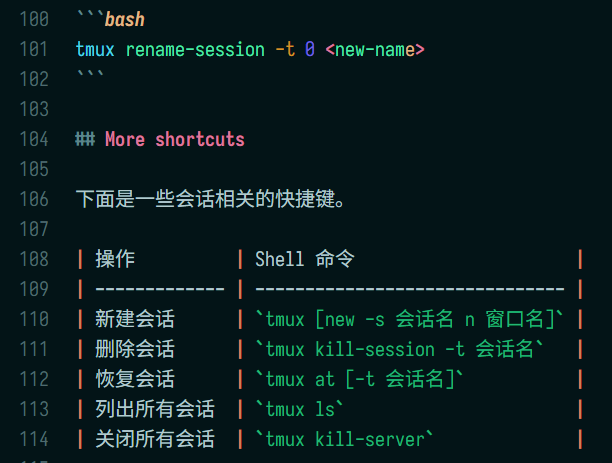 100 ```bash
101 tmux rename-session -t 0 <new-name>
102 ```
103
104 ## More shortcuts
105
106 下面是一些会话相关的快捷键。
107
108 | 操作 | Shell 命令 |
109 | ------------- | ------------------------------- |
110 | 新建会话 | `tmux [new -s 会话名 n 窗口名]` |
111 | 删除会话 | `tmux kill-session -t 会话名` |
112 | 恢复会话 | `tmux at [-t 会话名]` |
113 | 列出所有会话 | `tmux ls` |
114 | 关闭所有会话 | `tmux kill-server` |